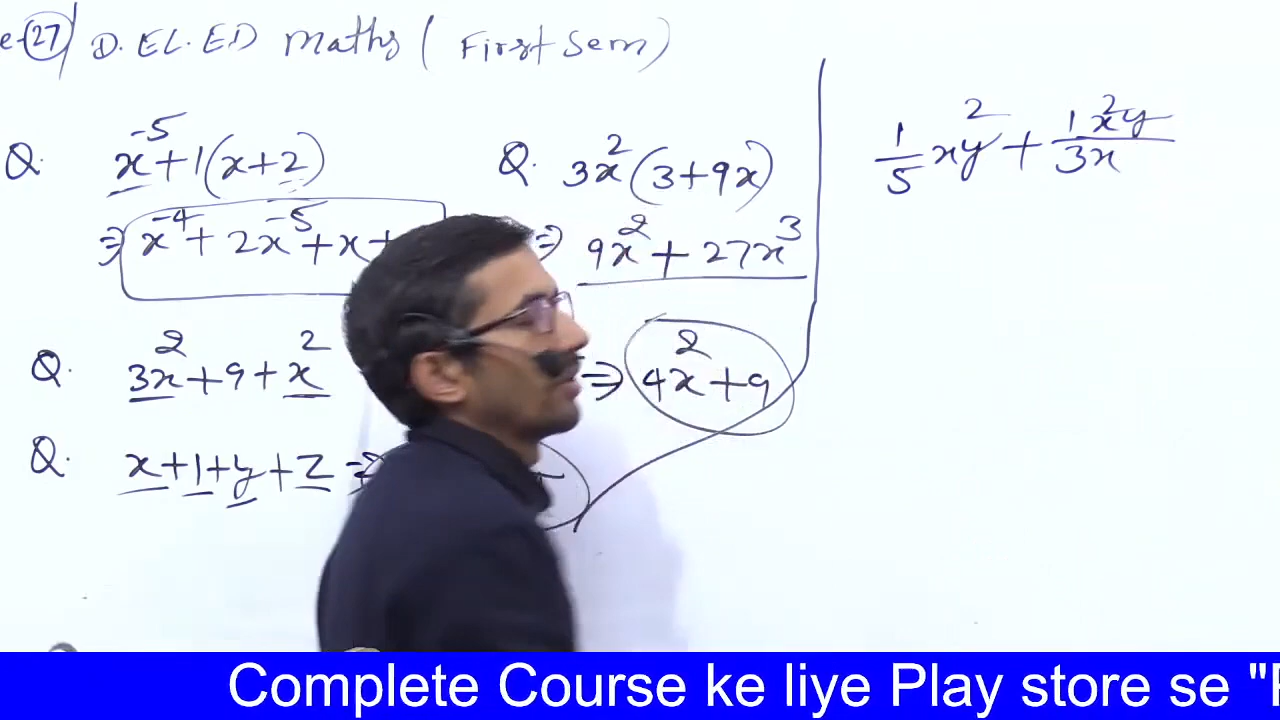 e-27 D.EL.ED Maths ( First Sem )
Q. x⁻⁵+1(x+2)
⇒ x⁻⁴+2x⁻⁵+x+
Q. 3x²+9+x²
⇒ 4x²+9
Q. x+1+y+z ⇒
Q. 3x²(3+9x)
⇒ 9x²+27x³
1/5 xy² + 1x²y/3x
Complete Course ke liye Play store se "